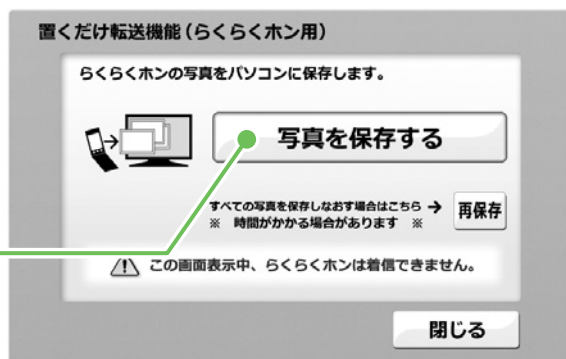 置くだけ転送機能（らくらくホン用）
らくらくホンの写真をパソコンに保存します。
写真を保存する
すべての写真を保存しなおす場合はこちら →
※ 時間がかかる場合があります ※
再保存
この画面表示中、らくらくホンは着信できません。
閉じる